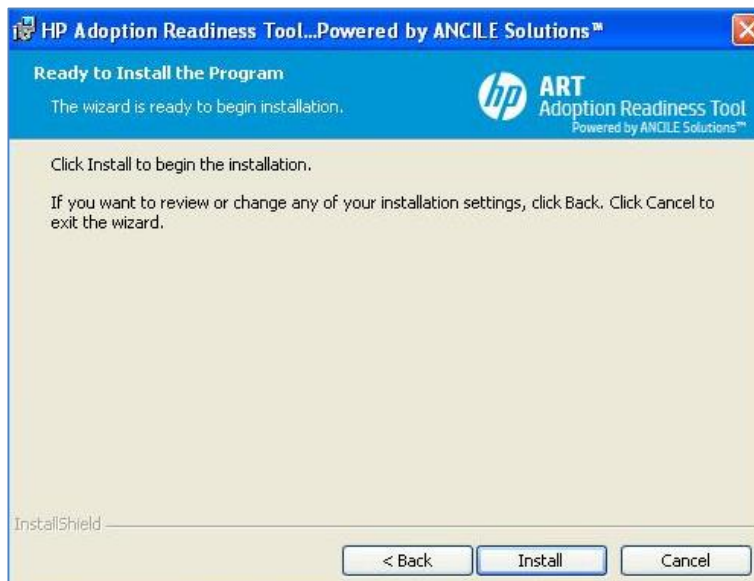 HP Adoption Readiness Tool...Powered by ANCILE Solutions™
Ready to Install the Program
The wizard is ready to begin installation.
hp
ART
Adoption Readiness Tool
Powered by ANCILE Solutions™
Click Install to begin the installation.
If you want to review or change any of your installation settings, click Back. Click Cancel to
exit the wizard.
InstallShield
< Back
Install
Cancel